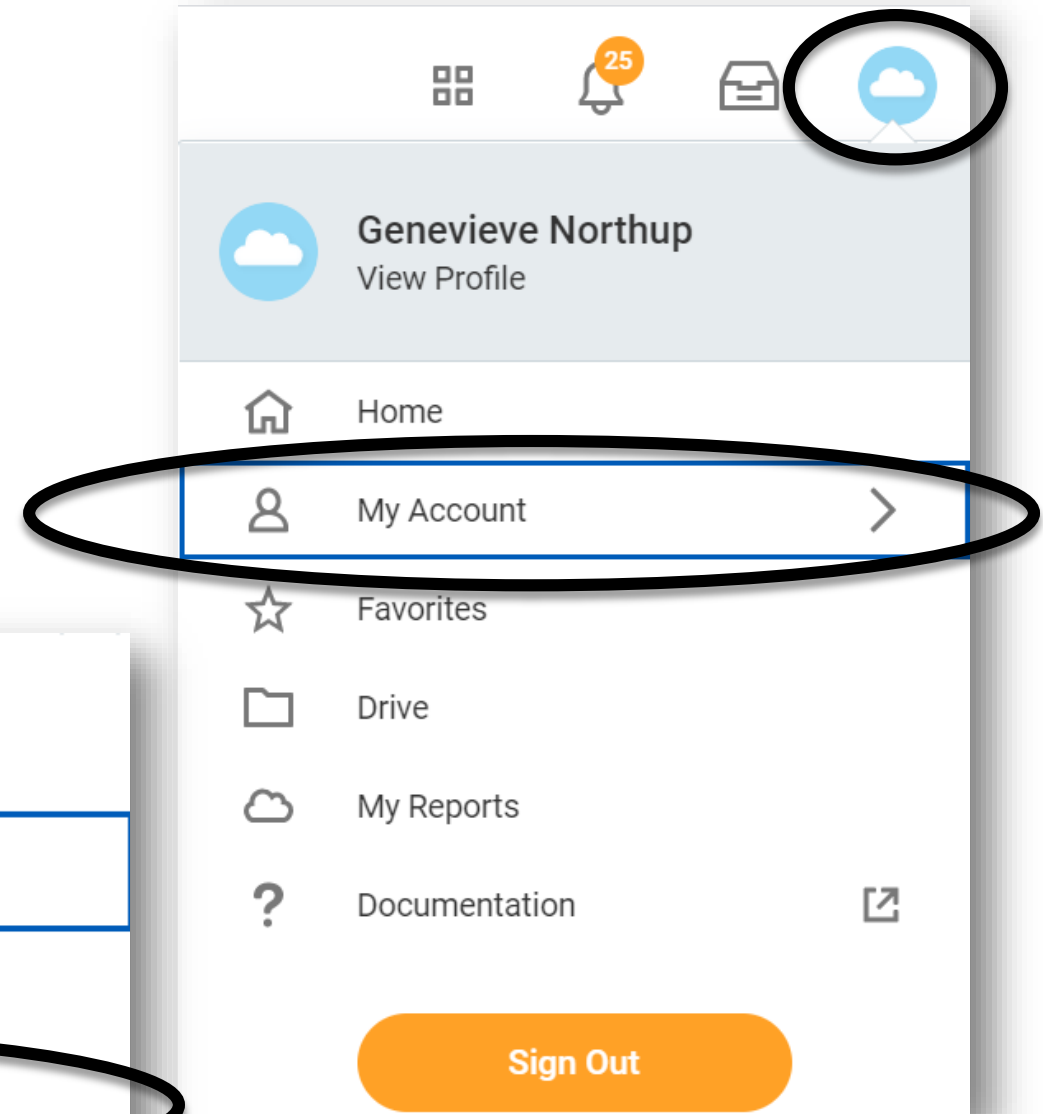 25
Genevieve Northup
View Profile
Home
My Account
Favorites
Drive
My Reports
? Documentation
Sign Out